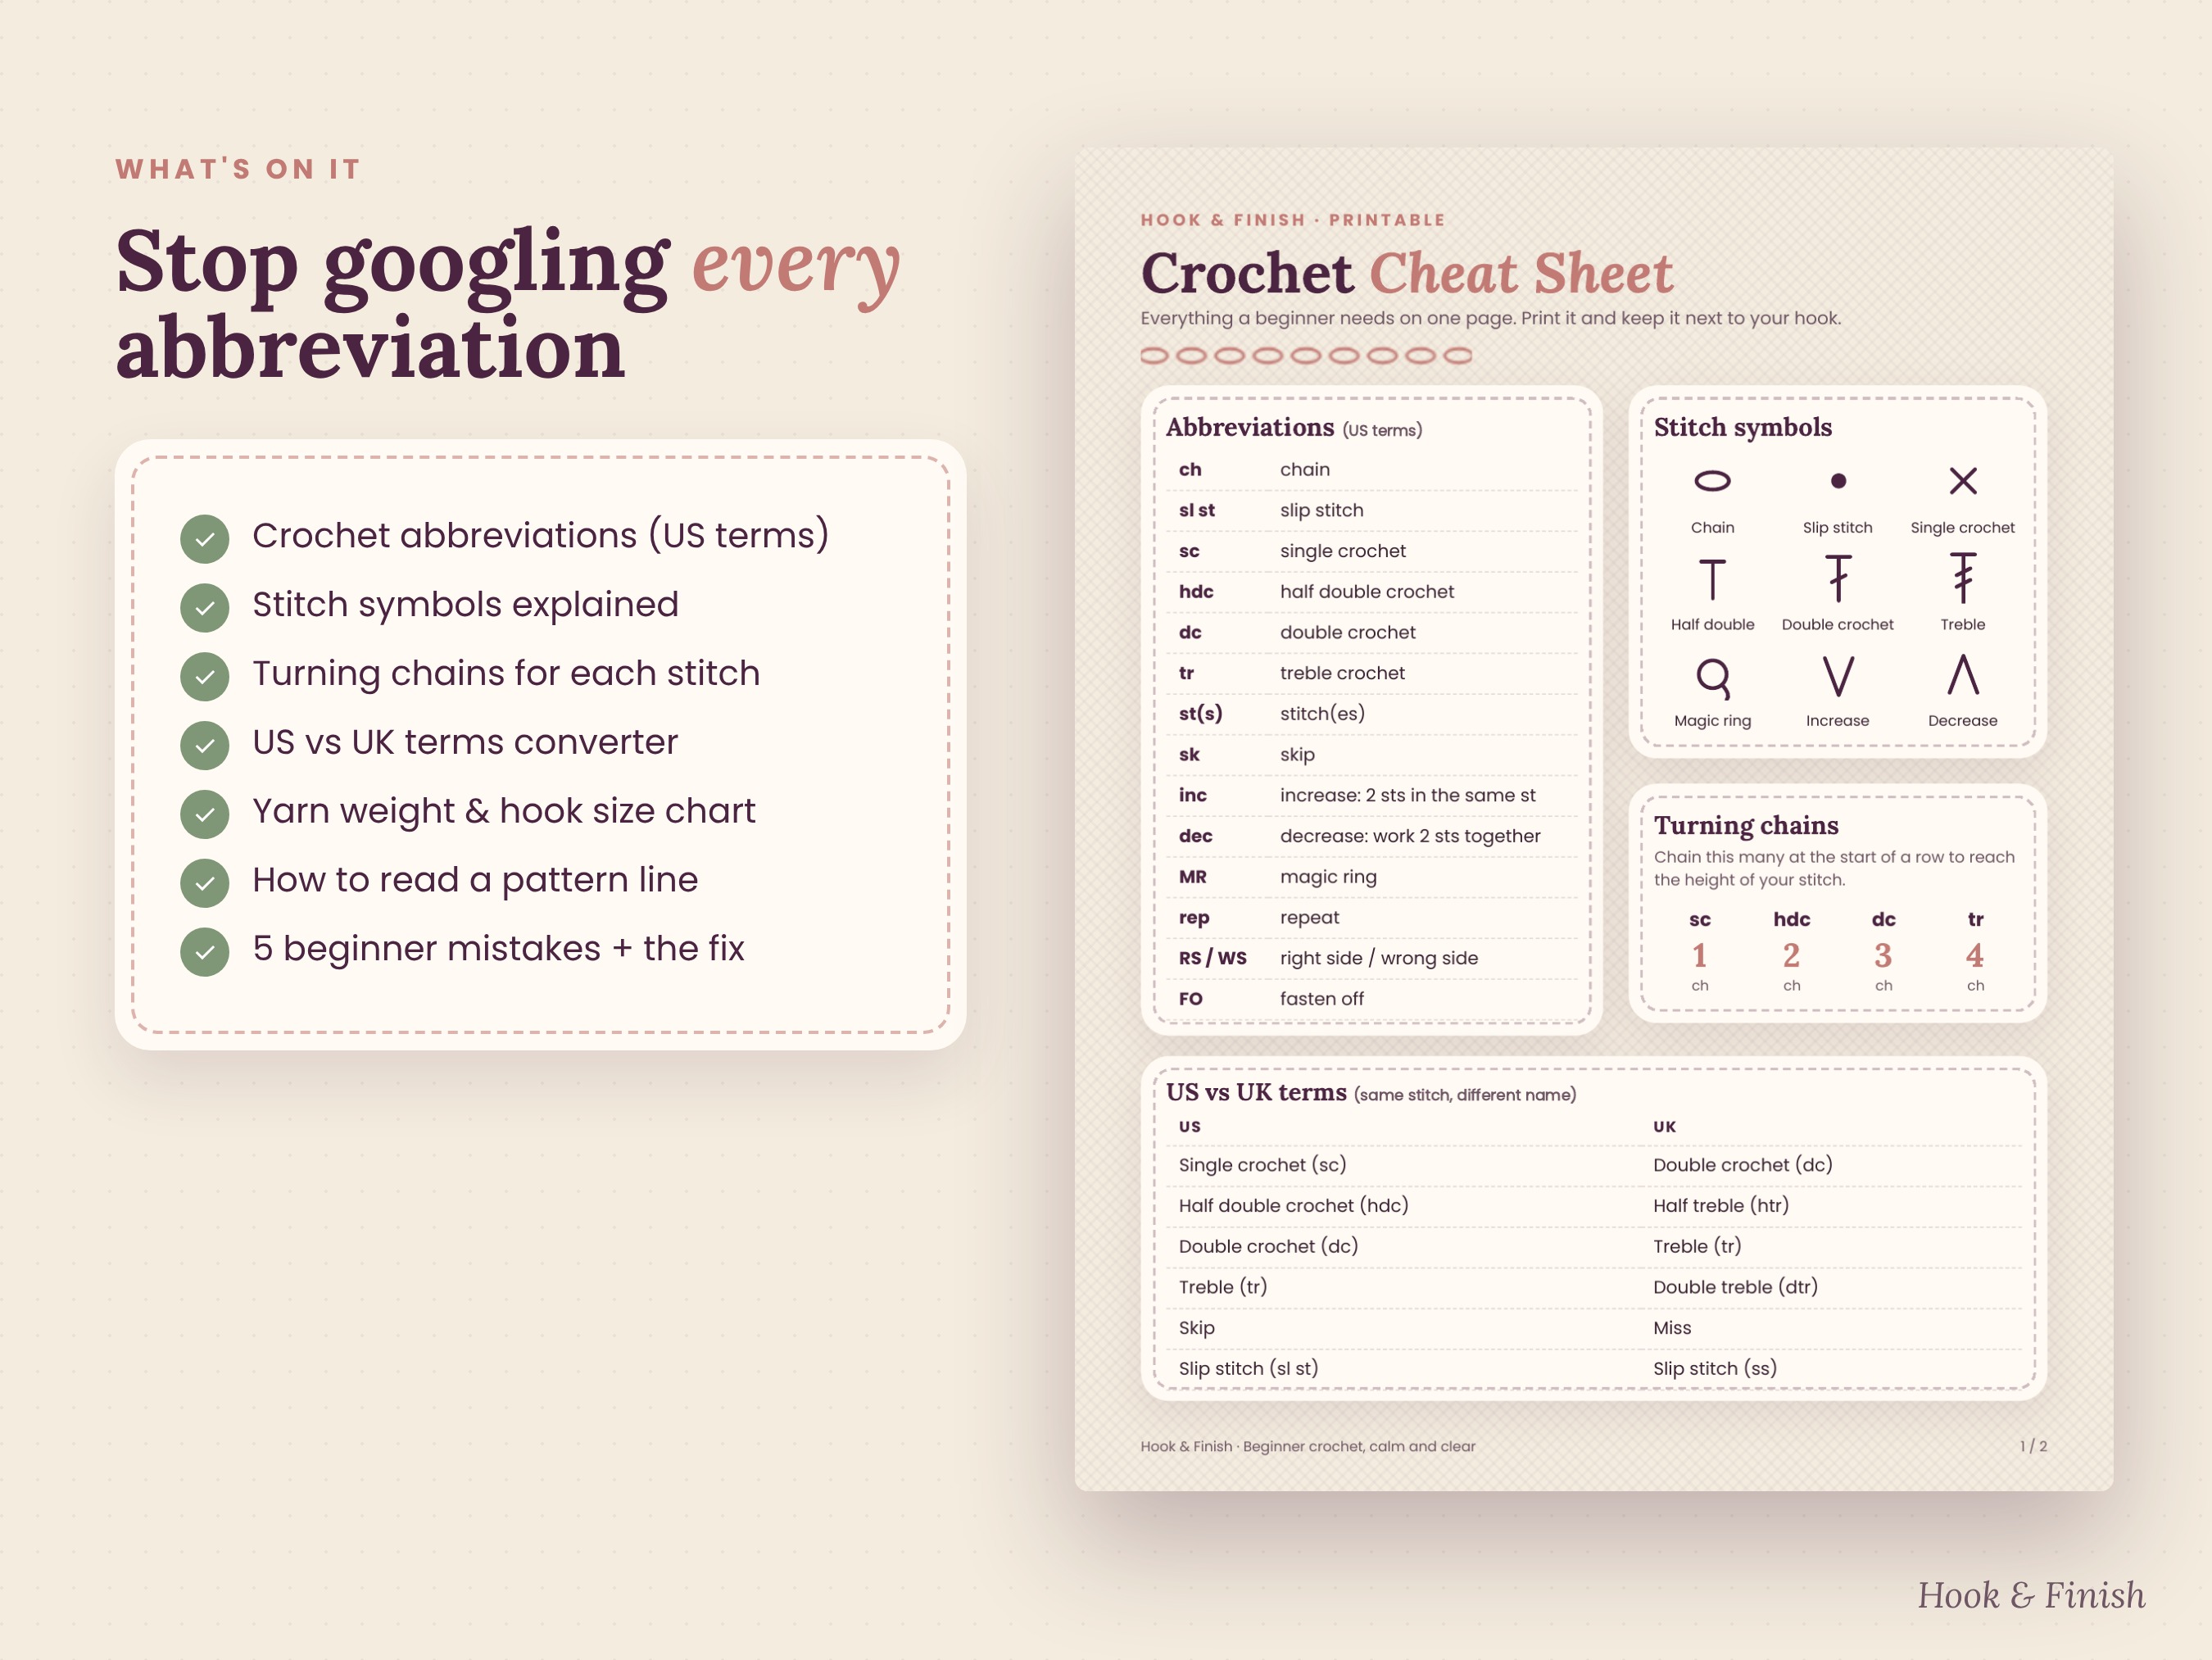 WHAT'S ON IT
Stop googling every
abbreviation
Crochet abbreviations (US terms)
Stitch symbols explained
Turning chains for each stitch
US vs UK terms converter
Yarn weight & hook size chart
How to read a pattern line
5 beginner mistakes + the fix
HOOK & FINISH · PRINTABLE
Crochet Cheat Sheet
Everything a beginner needs on one page. Print it and keep it next to your hook.
Abbreviations (US terms)
ch chain
sl st slip stitch
sc single crochet
hdc half double crochet
dc double crochet
tr treble crochet
st(s) stitch(es)
sk skip
inc increase: 2 sts in the same st
dec decrease: work 2 sts together
MR magic ring
rep repeat
RS / WS right side / wrong side
FO fasten off
Stitch symbols
Chain Slip stitch Single crochet
Half double Double crochet Treble
Magic ring Increase Decrease
Turning chains
Chain this many at the start of a row to reach
the height of your stitch.
sc hdc dc tr
1 2 3 4
ch ch ch ch
US vs UK terms (same stitch, different name)
US UK
Single crochet (sc) Double crochet (dc)
Half double crochet (hdc) Half treble (htr)
Double crochet (dc) Treble (tr)
Treble (tr) Double treble (dtr)
Skip Miss
Slip stitch (sl st) Slip stitch (ss)
Hook & Finish · Beginner crochet, calm and clear 1 / 2
Hook & Finish